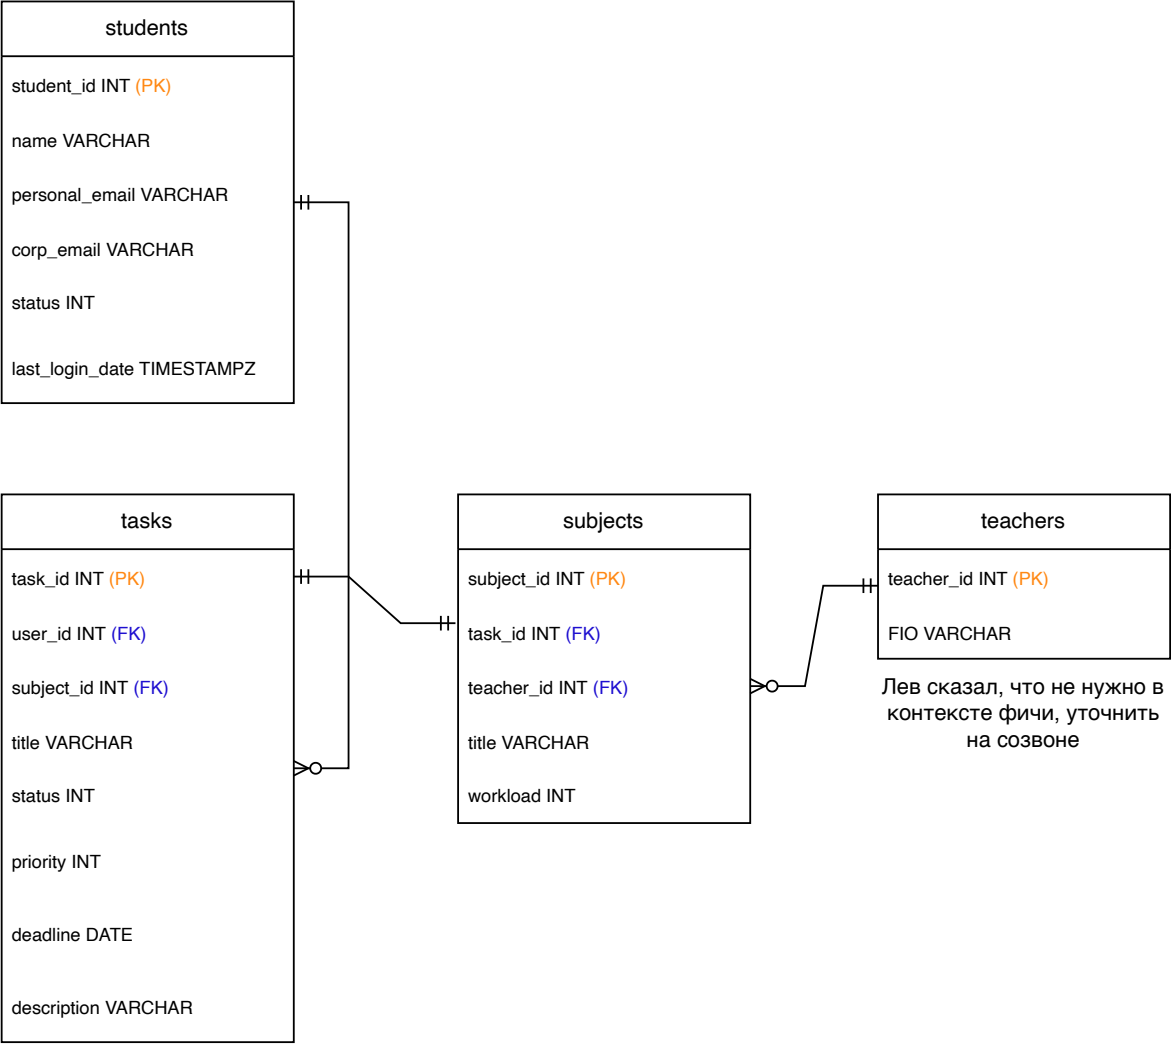 students
student_id INT (PK)
name VARCHAR
personal_email VARCHAR
corp_email VARCHAR
status INT
last_login_date TIMESTAMPZ
tasks
task_id INT (PK)
user_id INT (FK)
subject_id INT (FK)
title VARCHAR
status INT
priority INT
deadline DATE
description VARCHAR
subjects
subject_id INT (PK)
task_id INT (FK)
teacher_id INT (FK)
title VARCHAR
workload INT
teachers
teacher_id INT (PK)
FIO VARCHAR
Лев сказал, что не нужно в
контексте фичи, уточнить
на созвоне